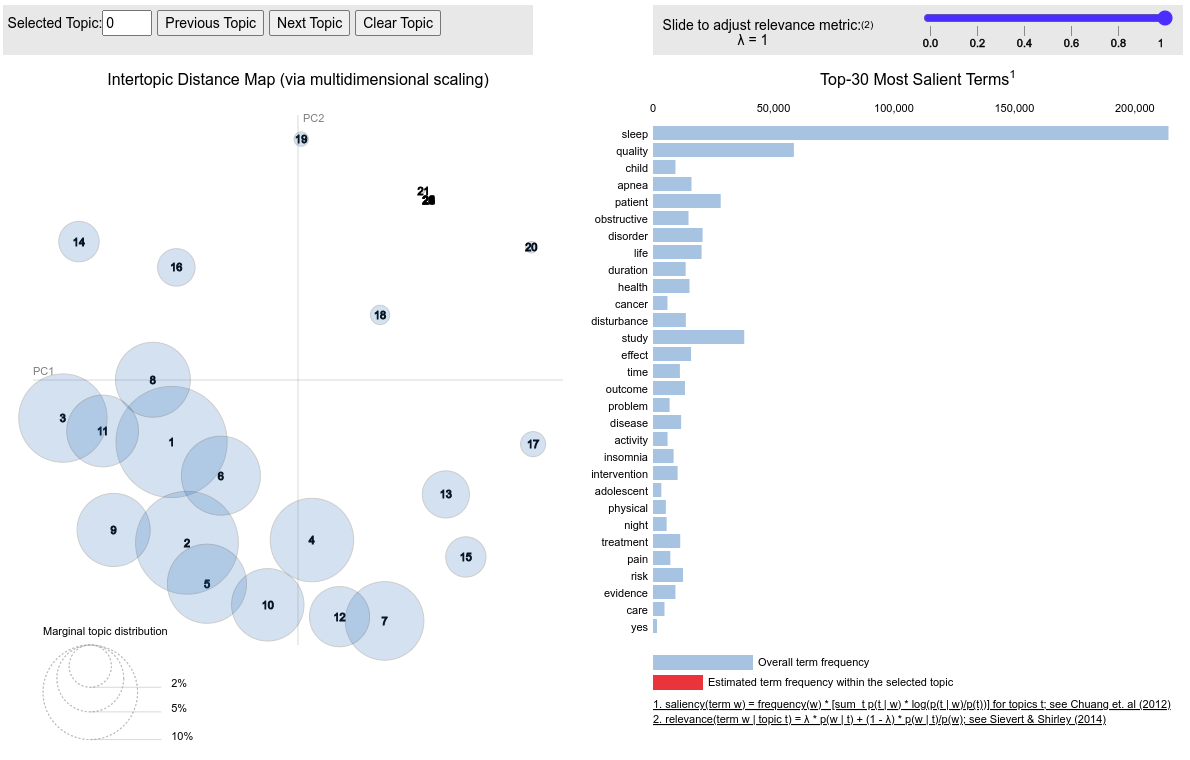 Selected Topic: 0 Previous Topic Next Topic Clear Topic
Slide to adjust relevance metric:(2)
λ = 1
0.0 0.2 0.4 0.6 0.8 1
Intertopic Distance Map (via multidimensional scaling)
PC2
PC1
19
21
20
14
16
18
8
3
11
1
6
17
13
9
2
4
15
5
10
12
7
Marginal topic distribution
2%
5%
10%
Top-30 Most Salient Terms1
0 50,000 100,000 150,000 200,000
sleep
quality
child
apnea
patient
obstructive
disorder
life
duration
health
cancer
disturbance
study
effect
time
outcome
problem
disease
activity
insomnia
intervention
adolescent
physical
night
treatment
pain
risk
evidence
care
yes
Overall term frequency
Estimated term frequency within the selected topic
1. saliency(term w) = frequency(w) * [sum_t p(t | w) * log(p(t | w)/p(t))] for topics t; see Chuang et. al (2012)
2. relevance(term w | topic t) = λ * p(w | t) + (1 - λ) * p(w | t)/p(w); see Sievert & Shirley (2014)